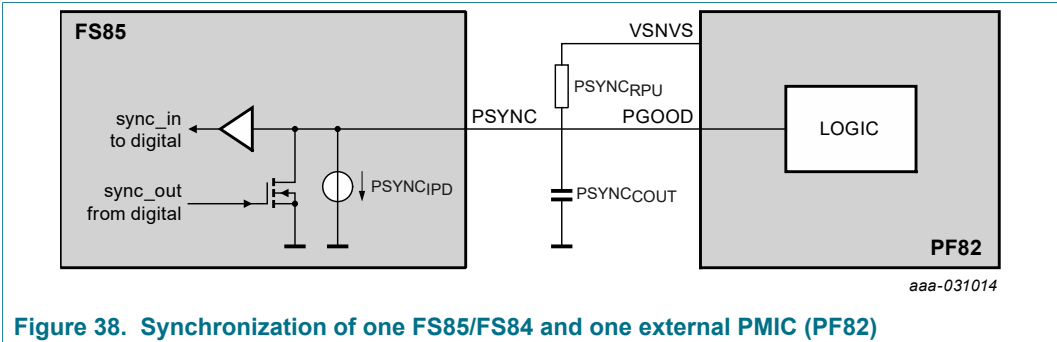 FS85
VSNVS
PSYNCRPU
sync_in
to digital
PSYNC
PGOOD
LOGIC
sync_out
from digital
PSYNCIPD
PSYNCCOUT
PF82
aaa-031014
Figure 38. Synchronization of one FS85/FS84 and one external PMIC (PF82)